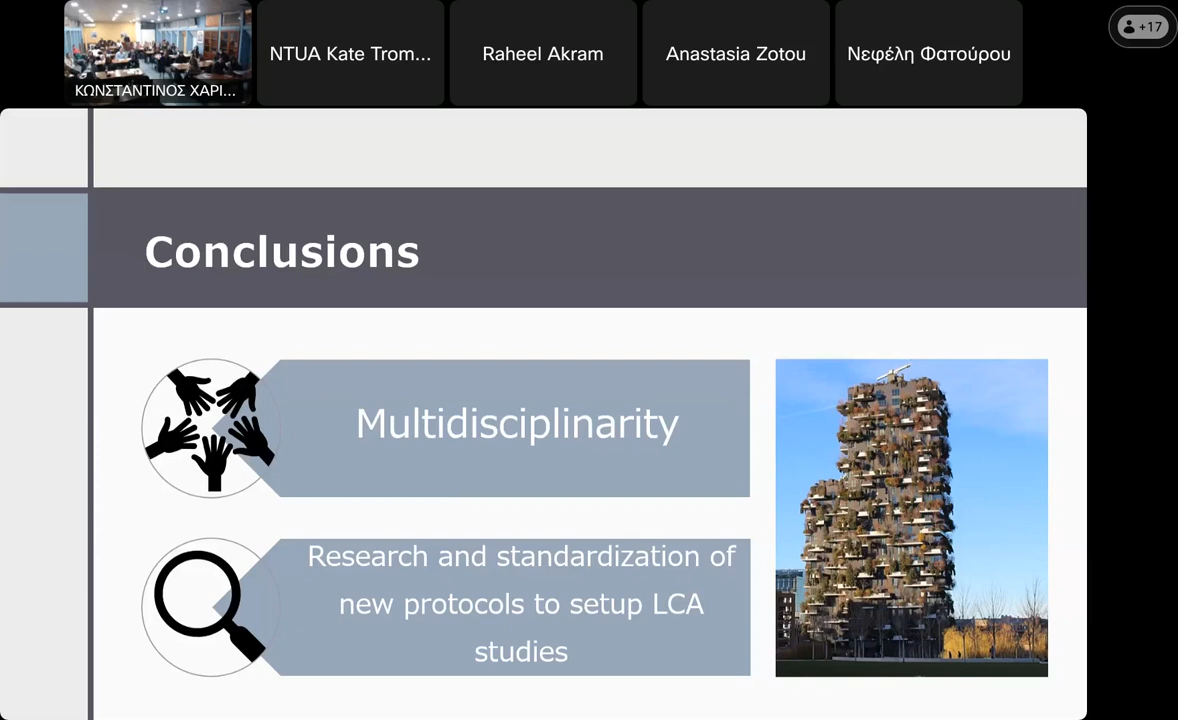 ΚΩΝΣΤΑΝΤΙΝΟΣ ΧΑΡΙ...
NTUA Kate Trom...
Raheel Akram
Anastasia Zotou
Νεφέλη Φατούρου
+17
Conclusions
Multidisciplinarity
Research and standardization of
new protocols to setup LCA
studies